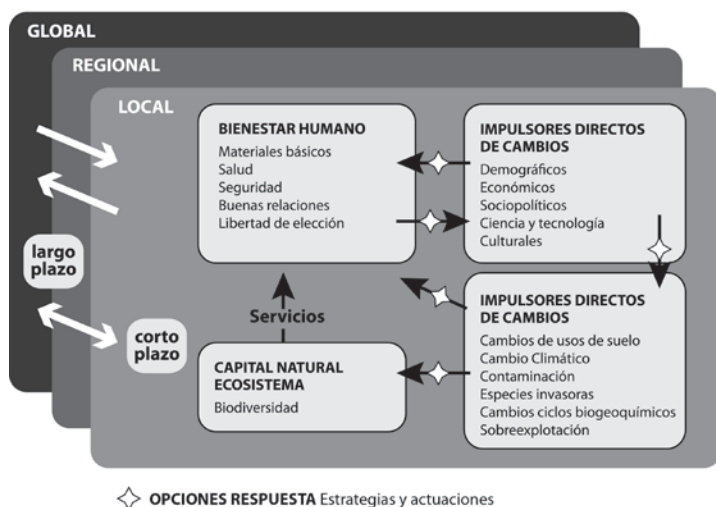 GLOBAL
REGIONAL
LOCAL
BIENESTAR HUMANO
Materiales básicos
Salud
Seguridad
Buenas relaciones
Libertad de elección
IMPULSORES DIRECTOS
DE CAMBIOS
Demográficos
Económicos
Sociopolíticos
Ciencia y tecnología
Culturales
largo
plazo
corto
plazo
Servicios
CAPITAL NATURAL
ECOSISTEMA
Biodiversidad
IMPULSORES DIRECTOS
DE CAMBIOS
Cambios de usos de suelo
Cambio Climático
Contaminación
Especies invasoras
Cambios ciclos biogeoquímicos
Sobreexplotación
OPCIONES RESPUESTA Estrategias y actuaciones